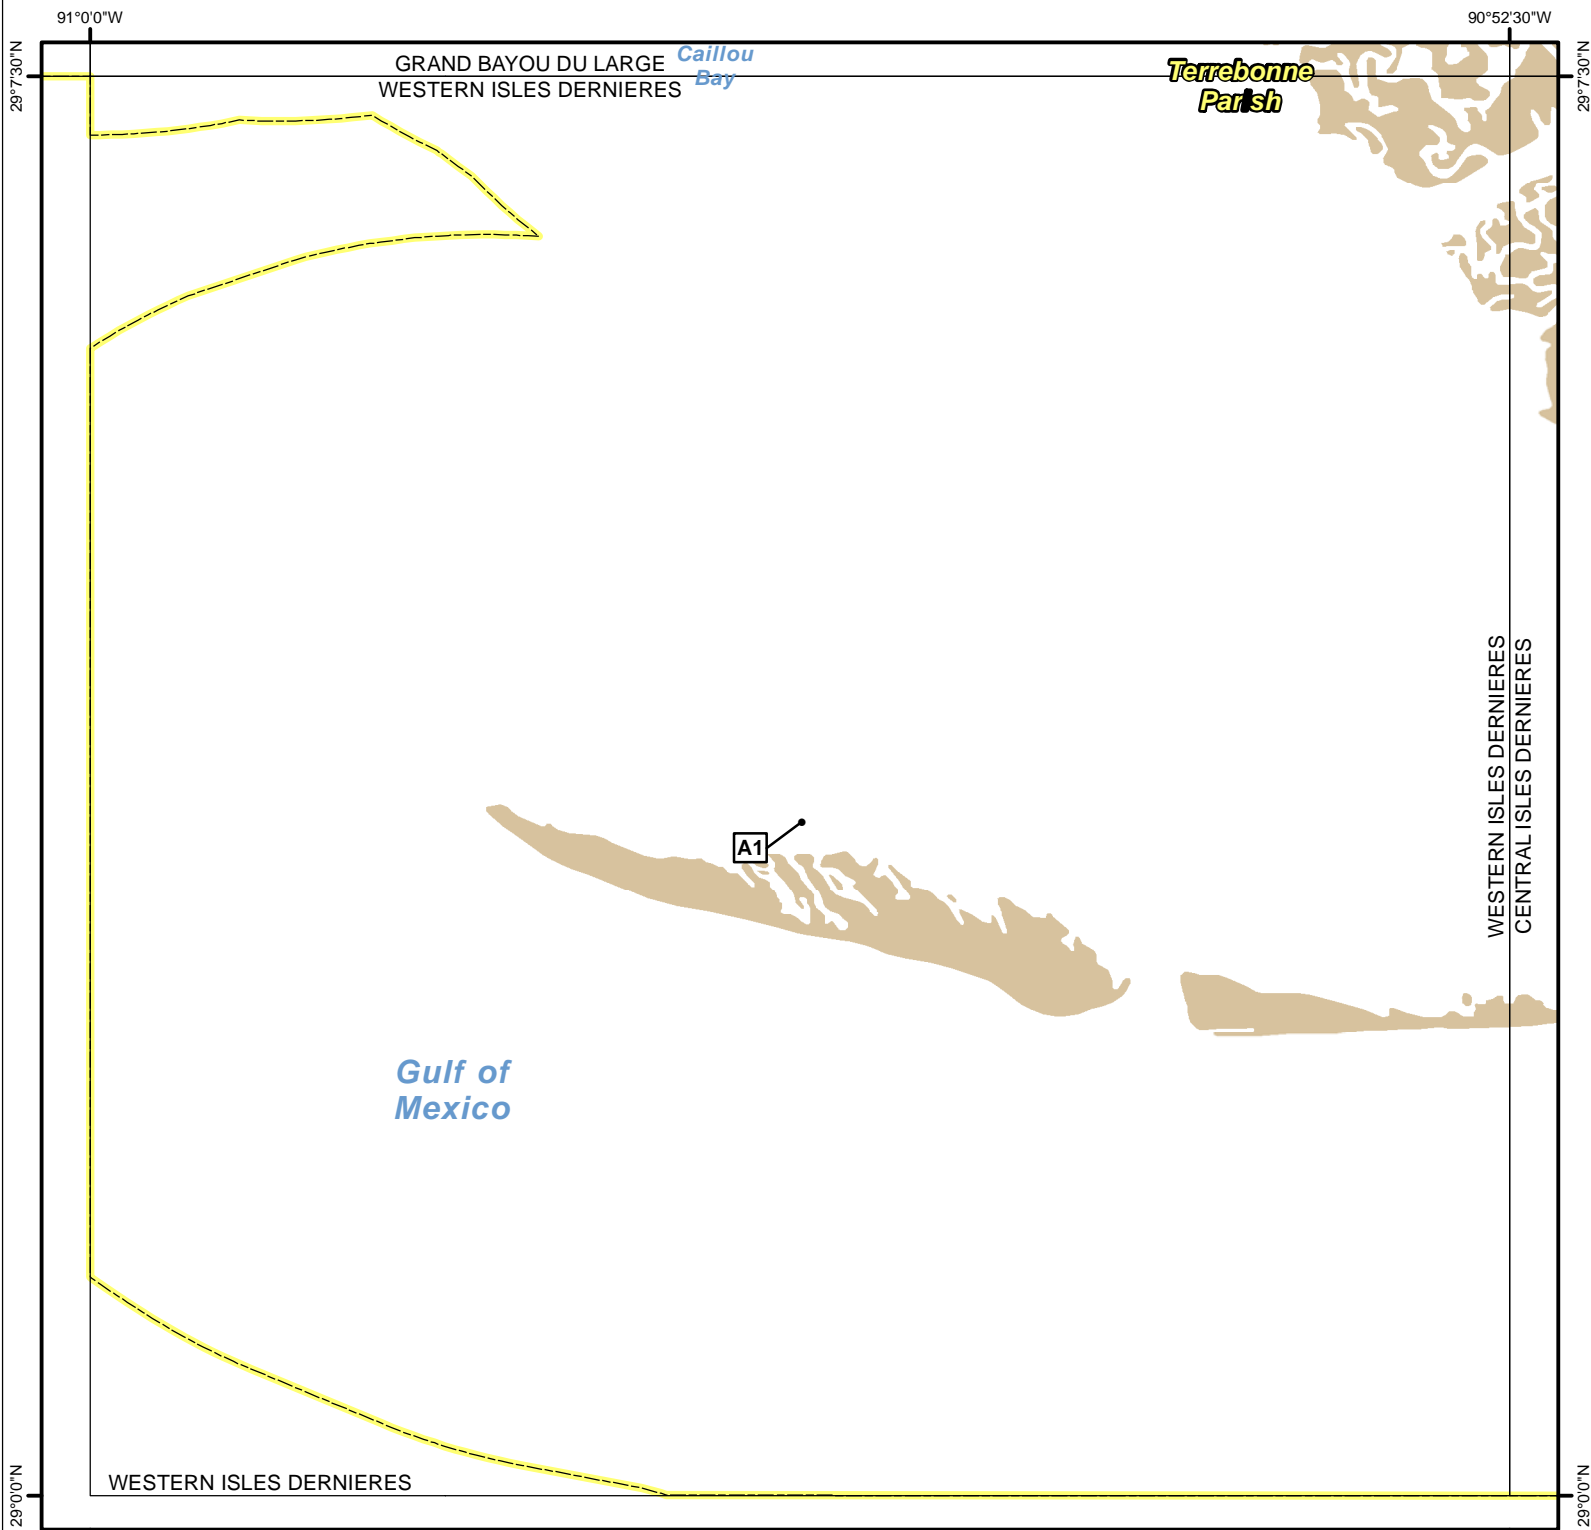 91°0'0"W
90°52'30"W
29°7'30"N
29°7'30"N
GRAND BAYOU DU LARGE
WESTERN ISLES DERNIERES
Caillou
Bay
Terrebonne
Parish
WESTERN ISLES DERNIERES
CENTRAL ISLES DERNIERES
A1
Gulf of
Mexico
WESTERN ISLES DERNIERES
29°0'0"N
29°0'0"N